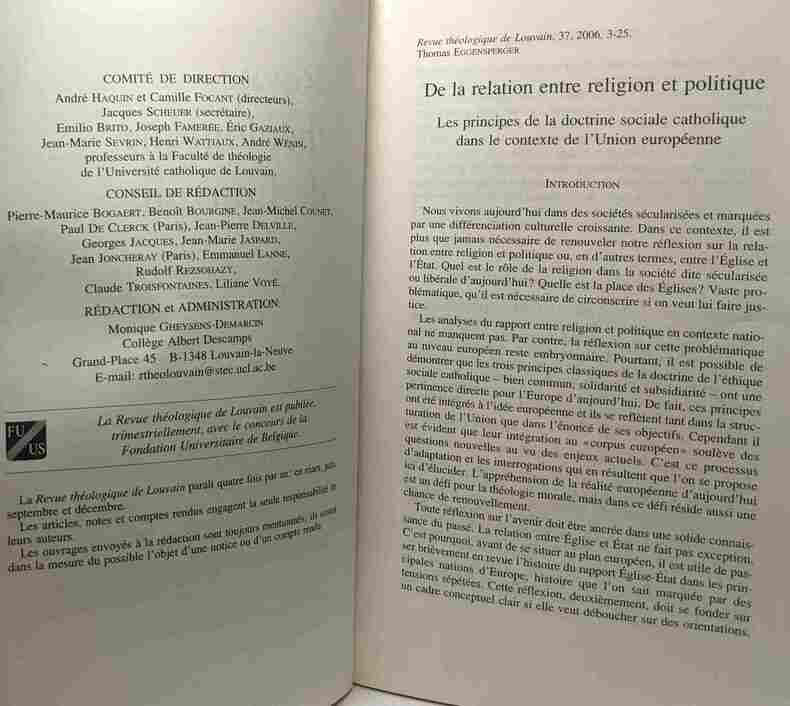 COMITÉ DE DIRECTION
André HAQUIN et Camille FOCANT (directeurs),
Jacques SCHEUER (secrétaire),
Emilio BRITO, Joseph FAMERÉE, Éric GAZIAUX,
Jean-Marie SEVRIN, Henri WATTIAUX, André WÉNIN,
professeurs à la Faculté de théologie
de l'Université catholique de Louvain.
CONSEIL DE RÉDACTION
Pierre-Maurice BOGAERT, Benoît BOURGINE, Jean-Michel COUNET,
Paul DE CLERCK (Paris), Jean-Pierre DELVILLE,
Georges JACQUES, Jean-Marie JASPARD,
Jean JONCHERAY (Paris), Emmanuel LANNE,
Rudolf REZSOHAZY,
Claude TROISFONTAINES, Liliane VOYÉ.
RÉDACTION et ADMINISTRATION
Monique GHEYSENS-DEMARCIN
Collège Albert Descamps
Grand-Place 45 B-1348 Louvain-la-Neuve
E-mail: rtheolouvain@stec.ucl.ac.be
FU
US
La Revue théologique de Louvain est publiée,
trimestriellement, avec le concours de la
Fondation Universitaire de Belgique.
La Revue théologique de Louvain paraît quatre fois par an: en mars, juin,
septembre et décembre.
Les articles, notes et comptes rendus engagent la seule responsabilité de
leurs auteurs.
Les ouvrages envoyés à la rédaction sont toujours mentionnés; ils seront
dans la mesure du possible l'objet d'une notice ou d'un compte rendu.
Revue théologique de Louvain, 37, 2006, 3-25.
Thomas EGGENSPERGER
De la relation entre religion et politique
Les principes de la doctrine sociale catholique
dans le contexte de l'Union européenne
INTRODUCTION
Nous vivons aujourd'hui dans des sociétés sécularisées et marquées
par une différenciation culturelle croissante. Dans ce contexte, il est
plus que jamais nécessaire de renouveler notre réflexion sur la rela-
tion entre religion et politique ou, en d'autres termes, entre l'Église et
l'État. Quel est le rôle de la religion dans la société dite sécularisée
ou libérale d'aujourd'hui? Quelle est la place des Églises? Vaste pro-
blématique, qu'il est nécessaire de circonscrire si on veut lui faire jus-
tice.
Les analyses du rapport entre religion et politique en contexte natio-
nal ne manquent pas. Par contre, la réflexion sur cette problématique
au niveau européen reste embryonnaire. Pourtant, il est possible de
démontrer que les trois principes classiques de la doctrine de l'éthique
sociale catholique – bien commun, solidarité et subsidiarité – ont une
pertinence directe pour l'Europe d'aujourd'hui. De fait, ces principes
ont été intégrés à l'idée européenne et ils se reflètent tant dans la struc-
turation de l'Union que dans l'énoncé de ses objectifs. Cependant il
est évident que leur intégration au «corpus européen» soulève des
questions nouvelles au vu des enjeux actuels. C'est ce processus
d'adaptation et les interrogations qui en résultent que l'on se propose
ici d'élucider. L'appréhension de la réalité européenne d'aujourd'hui
est un défi pour la théologie morale, mais dans ce défi réside aussi une
chance de renouvellement.
Toute réflexion sur l'avenir doit être ancrée dans une solide connais-
sance du passé. La relation entre Église et État ne fait pas exception.
C'est pourquoi, avant de se situer au plan européen, il est utile de pas-
ser brièvement en revue l'histoire du rapport Église-État dans les prin-
cipales nations d'Europe, histoire que l'on sait marquée par des
tensions répétées. Cette réflexion, deuxièmement, doit se fonder sur
un cadre conceptuel clair si elle veut déboucher sur des orientations,